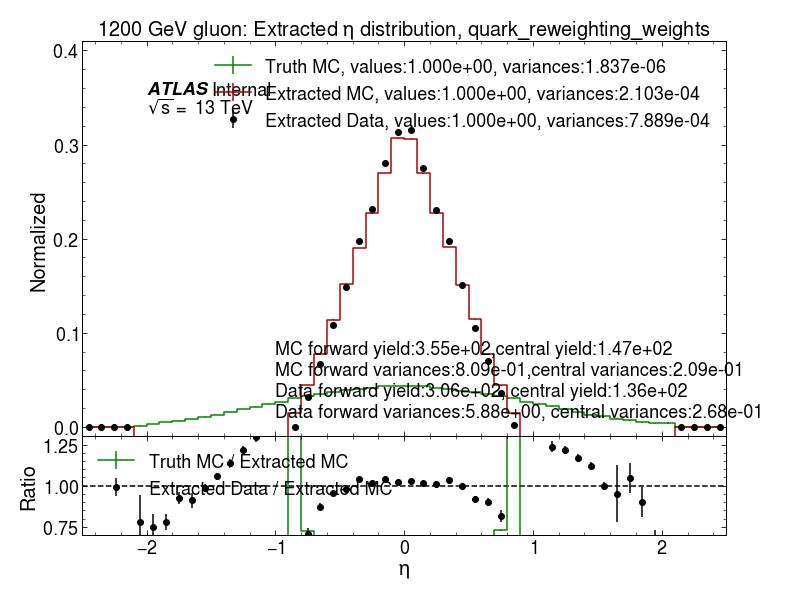 1200 GeV gluon: Extracted η distribution, quark_reweighting_weights
Truth MC, values:1.000e+00, variances:1.837e-06
ATLAS Internal
Extracted MC, values:1.000e+00, variances:2.103e-04
√s = 13 TeV
Extracted Data, values:1.000e+00, variances:7.889e-04
0.4
0.3
0.2
0.1
0.0
Normalized
MC forward yield:3.55e+02,central yield:1.47e+02
MC forward variances:8.09e-01,central variances:2.09e-01
Data forward yield:3.06e+02, central yield:1.36e+02
Data forward variances:5.88e+00, central variances:2.68e-01
1.25
1.00
0.75
Ratio
Truth MC / Extracted MC
Extracted Data / Extracted MC
−2 −1 0 1 2
η